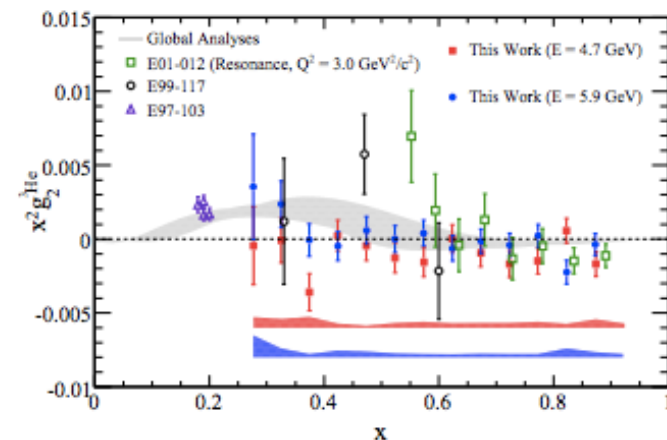 0.015
0.01
0.005
0
-0.005
-0.01
x²g₂³He
Global Analyses
E01-012 (Resonance, Q² = 3.0 GeV²/c²)
E99-117
E97-103
This Work (E = 4.7 GeV)
This Work (E = 5.9 GeV)
0 0.2 0.4 0.6 0.8 1
x